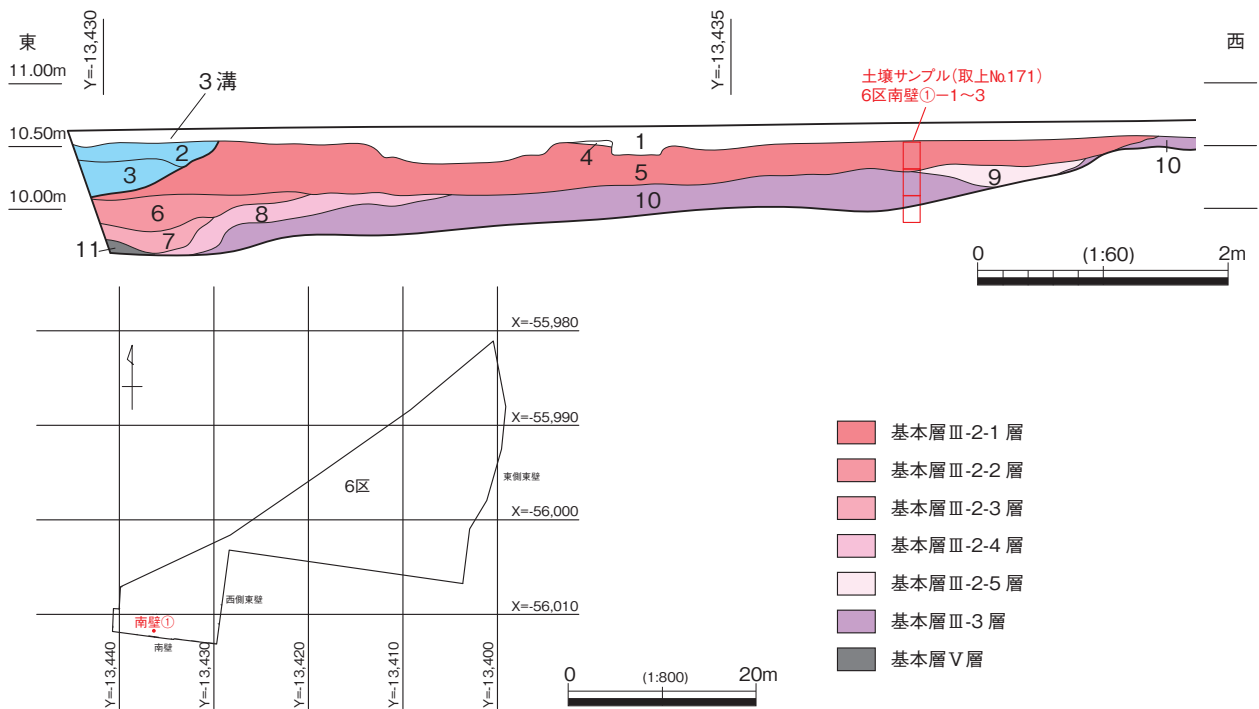 東
西
Y=-13,430
Y=-13,435
11.00m
10.50m
10.00m
3溝
土壌サンプル(取上№171)
6区南壁①-1〜3
1
2
3
4
5
6
7
8
9
10
10
11
0 (1:60) 2m
X=-55,980
X=-55,990
X=-56,000
X=-56,010
6区
東側東壁
西側東壁
南壁①
南壁
Y=-13,440
Y=-13,430
Y=-13,420
Y=-13,410
Y=-13,400
0 (1:800) 20m
基本層Ⅲ-2-1層
基本層Ⅲ-2-2層
基本層Ⅲ-2-3層
基本層Ⅲ-2-4層
基本層Ⅲ-2-5層
基本層Ⅲ-3層
基本層Ⅴ層